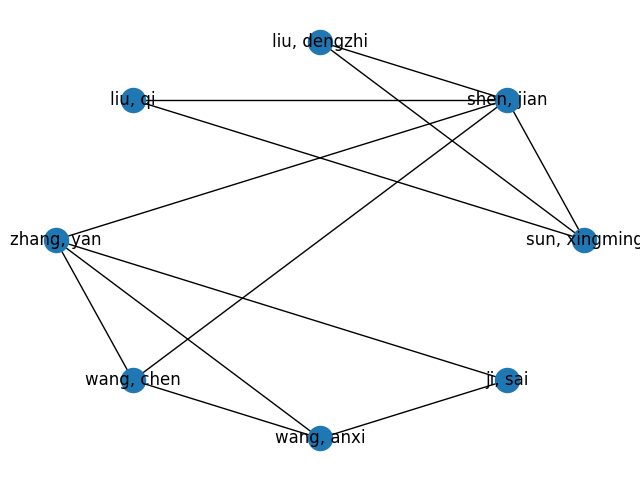 liu, dengzhi
liu, qi
shen, jian
zhang, yan
sun, xingming
wang, chen
ji, sai
wang, anxi